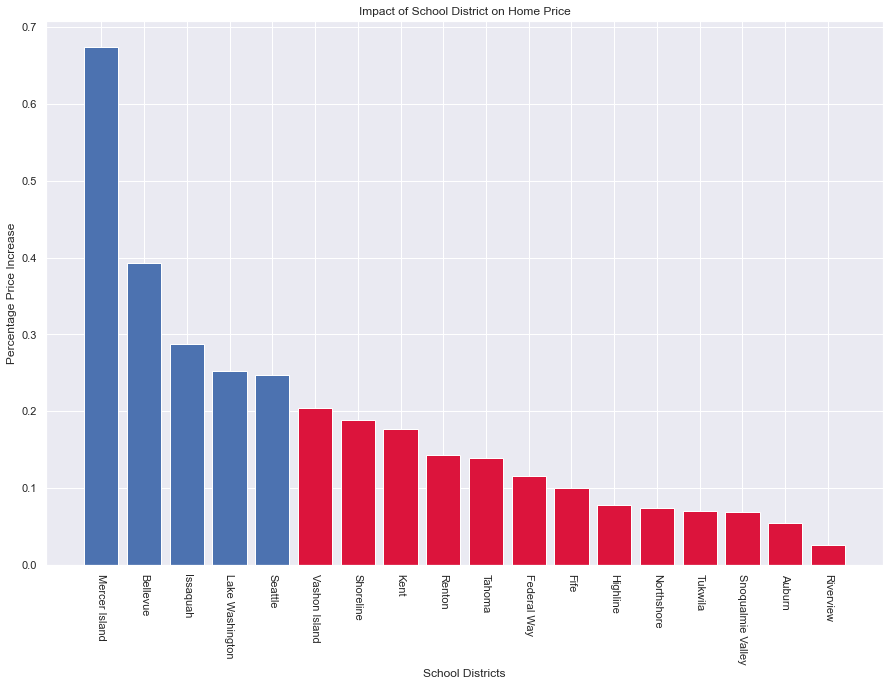 Impact of School District on Home Price
Percentage Price Increase
0.7
0.6
0.5
0.4
0.3
0.2
0.1
0.0
Mercer Island
Bellevue
Issaquah
Lake Washington
Seattle
Vashon Island
Shoreline
Kent
Renton
Tahoma
Federal Way
Fife
Highline
Northshore
Tukwila
Snoqualmie Valley
Auburn
Riverview
School Districts